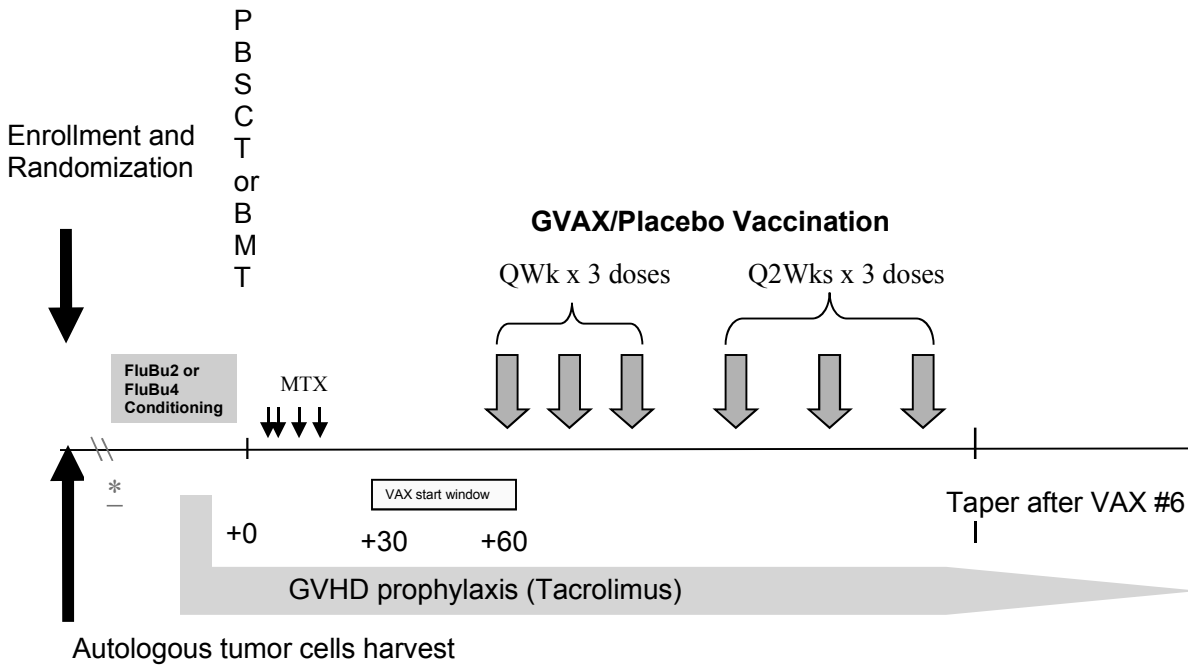 P
B
S
C
T
or
B
M
T
Enrollment and
Randomization
GVAX/Placebo Vaccination
QWk x 3 doses
Q2Wks x 3 doses
FluBu2 or
FluBu4
Conditioning
MTX
\\
*
VAX start window
Taper after VAX #6
+0
+30
+60
GVHD prophylaxis (Tacrolimus)
Autologous tumor cells harvest